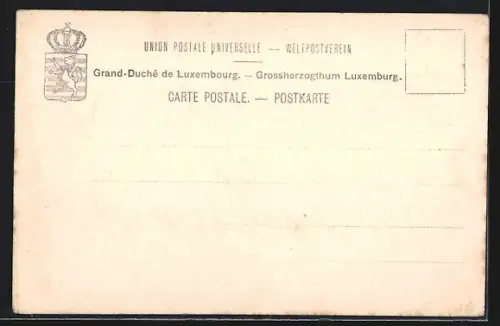 UNION POSTALE UNIVERSELLE — WELTPOSTVEREIN
Grand-Duché de Luxembourg. — Grossherzogthum Luxemburg.
CARTE POSTALE. — POSTKARTE